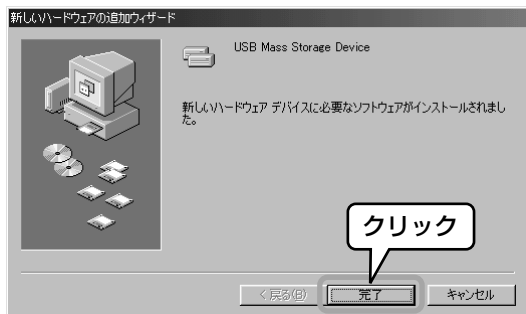 新しいハードウェアの追加ウィザード
USB Mass Storage Device
新しいハードウェア デバイスに必要なソフトウェアがインストールされまし
た。
クリック
< 戻る(B)
完了
キャンセル